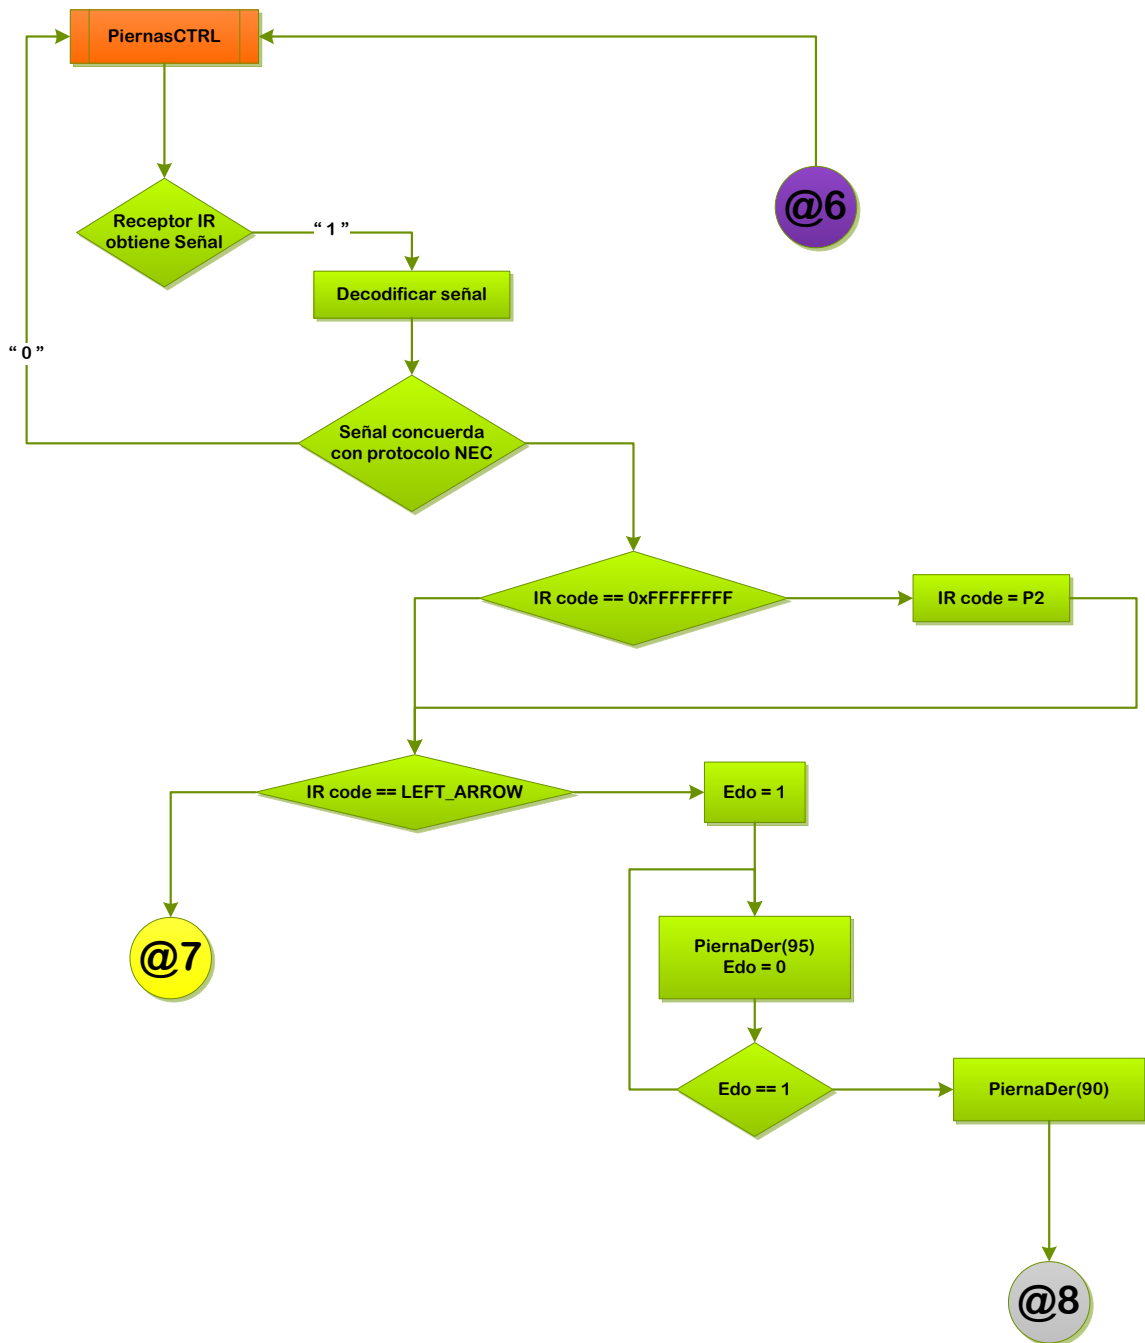 PiernasCTRL
@6
Receptor IR
obtiene Señal
“ 1 ”
Decodificar señal
“ 0 ”
Señal concuerda
con protocolo NEC
IR code == 0xFFFFFFFF
IR code = P2
IR code == LEFT_ARROW
Edo = 1
@7
PiernaDer(95)
Edo = 0
Edo == 1
PiernaDer(90)
@8